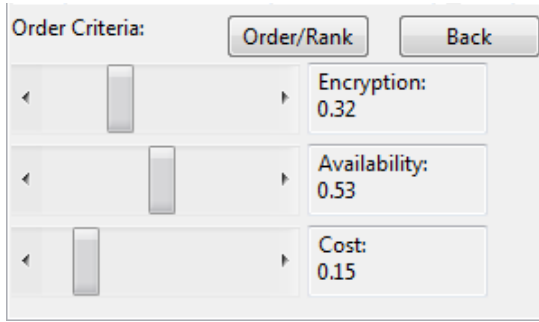 Order Criteria:
Order/Rank
Back
Encryption:
0.32
Availability:
0.53
Cost:
0.15